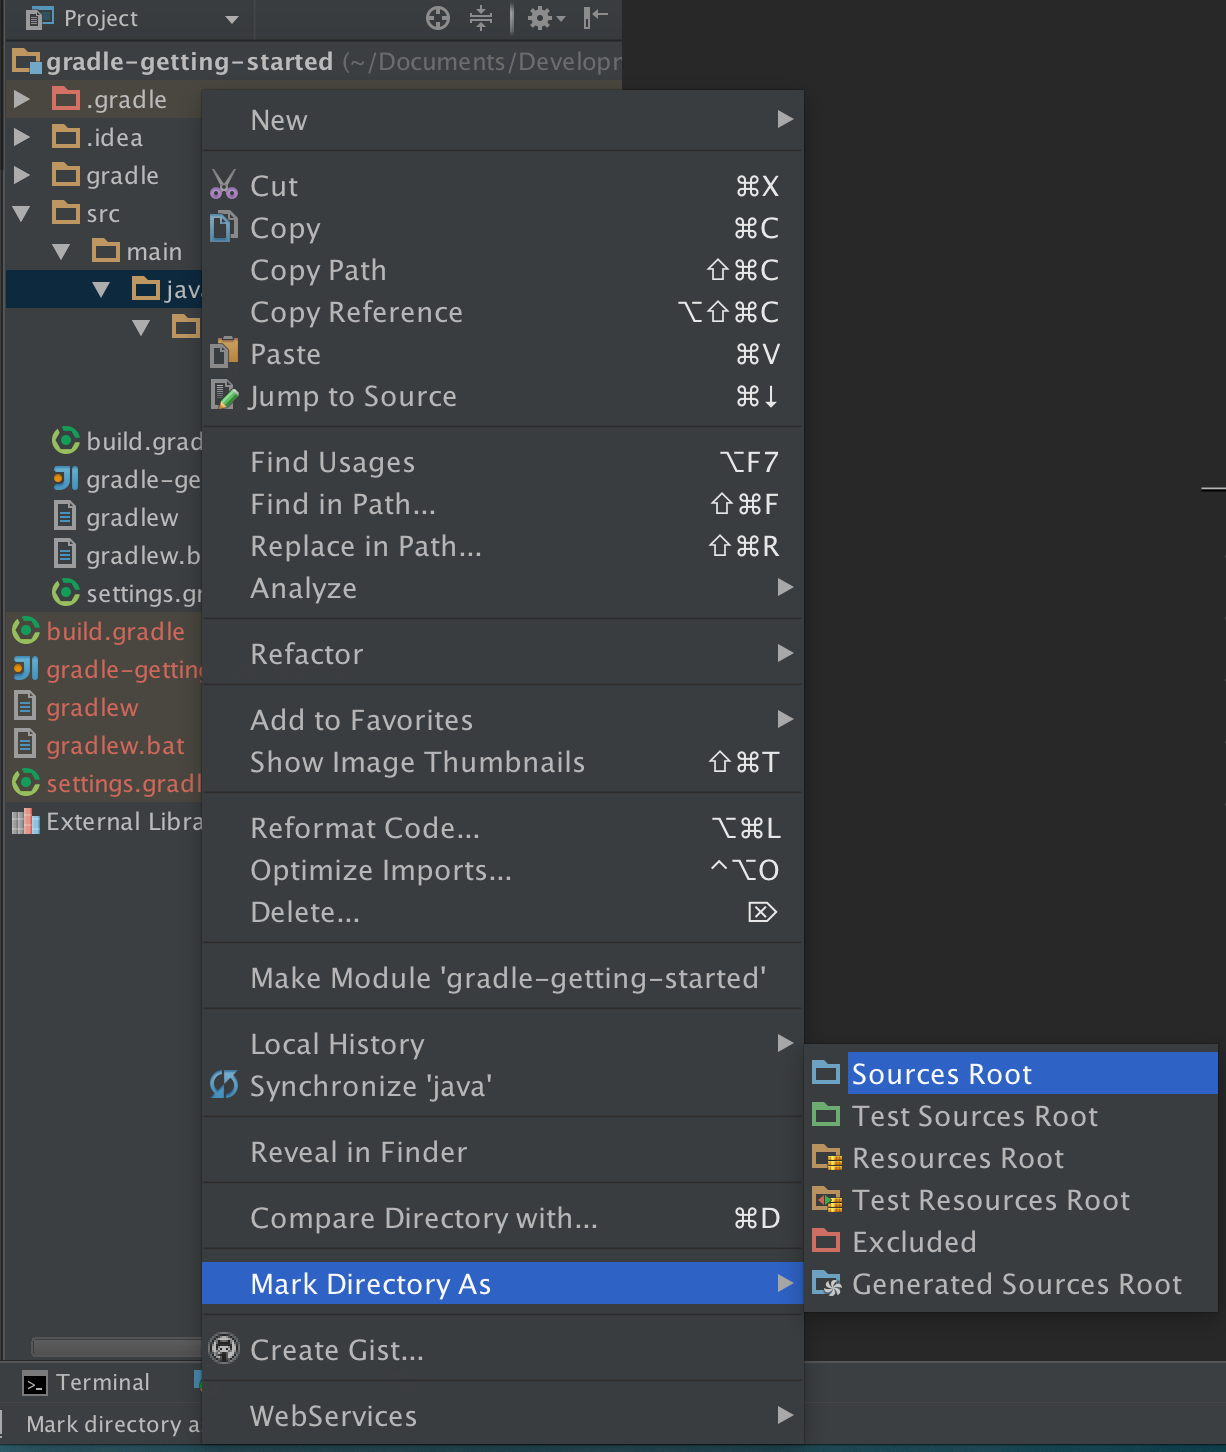 Project
gradle-getting-started (~/Documents/Developr
.gradle
.idea
gradle
src
main
jav
build.grad
gradle-ge
gradlew
gradlew.b
settings.gr
build.gradle
gradle-getting
gradlew
gradlew.bat
settings.gradl
External Libra
New
Cut ⌘X
Copy ⌘C
Copy Path ⇧⌘C
Copy Reference ⌥⇧⌘C
Paste ⌘V
Jump to Source ⌘↓
Find Usages ⌥F7
Find in Path... ⇧⌘F
Replace in Path... ⇧⌘R
Analyze
Refactor
Add to Favorites
Show Image Thumbnails ⇧⌘T
Reformat Code... ⌥⌘L
Optimize Imports... ^⌥O
Delete... ⌦
Make Module 'gradle-getting-started'
Local History
Synchronize 'java'
Reveal in Finder
Compare Directory with... ⌘D
Mark Directory As
Create Gist...
WebServices
Sources Root
Test Sources Root
Resources Root
Test Resources Root
Excluded
Generated Sources Root
Terminal
Mark directory a